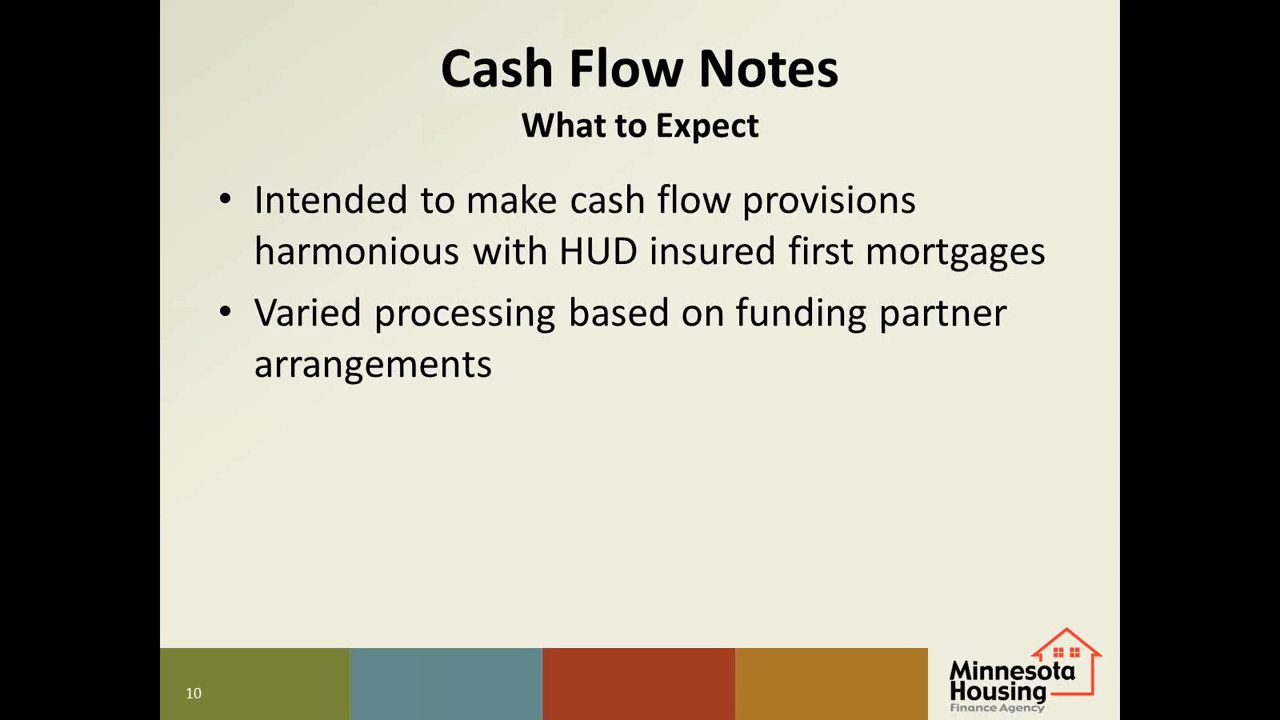 Cash Flow Notes
What to Expect
• Intended to make cash flow provisions
harmonious with HUD insured first mortgages
• Varied processing based on funding partner
arrangements
10
Minnesota
Housing
Finance Agency